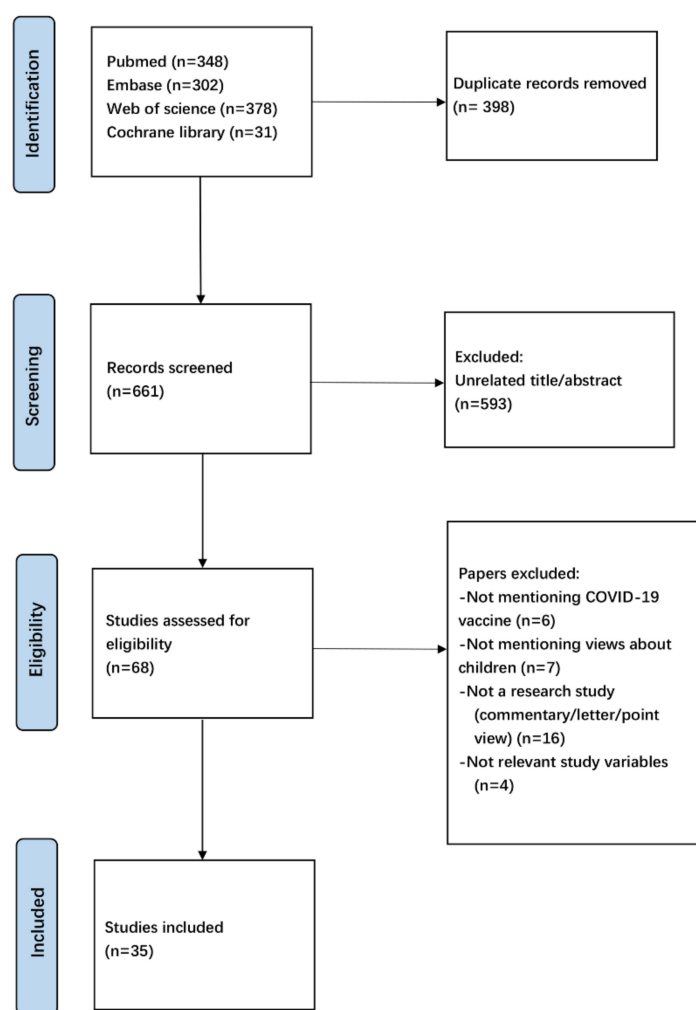 Identification
Pubmed (n=348)
Embase (n=302)
Web of science (n=378)
Cochrane library (n=31)
Duplicate records removed
(n= 398)
Screening
Records screened
(n=661)
Excluded:
Unrelated title/abstract
(n=593)
Eligibility
Studies assessed for
eligibility
(n=68)
Papers excluded:
-Not mentioning COVID-19
vaccine (n=6)
-Not mentioning views about
children (n=7)
-Not a research study
(commentary/letter/point
view) (n=16)
-Not relevant study variables
(n=4)
Included
Studies included
(n=35)